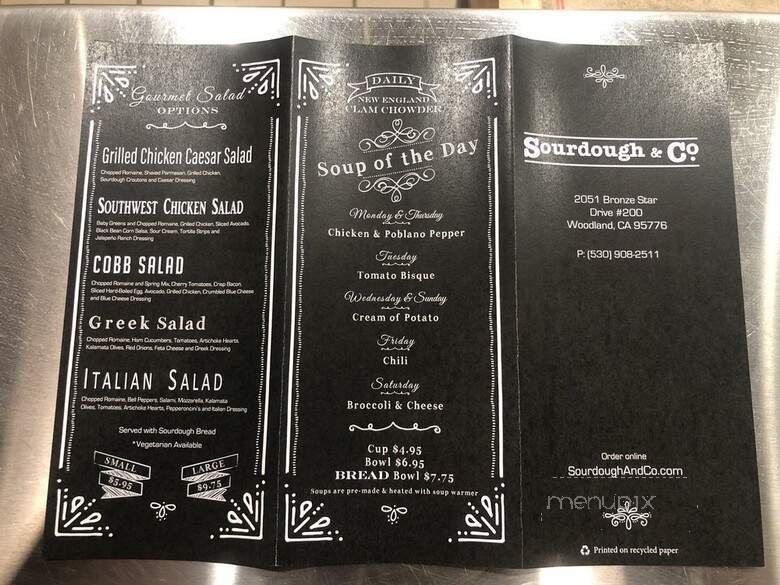 Gourmet Salad
OPTIONS
Grilled Chicken Caesar Salad
Chopped Romaine, Shaved Parmesan, Grilled Chicken,
Sourdough Croutons and Caesar Dressing
SOUTHWEST CHICKEN SALAD
Baby Greens and Chopped Romaine, Grilled Chicken, Sliced Avocado,
Black Bean Corn Salsa, Sour Cream, Tortilla Strips and
Jalapeño Ranch Dressing
COBB SALAD
Chopped Romaine and Spring Mix, Cherry Tomatoes, Crisp Bacon,
Sliced Hard-Boiled Egg, Avocado, Grilled Chicken, Crumbled Blue Cheese
and Blue Cheese Dressing
Greek Salad
Chopped Romaine, Ham Cucumbers, Tomatoes, Artichoke Hearts,
Kalamata Olives, Red Onions, Feta Cheese and Greek Dressing
ITALIAN SALAD
Chopped Romaine, Bell Peppers, Salami, Mozzarella, Kalamata
Olives, Tomatoes, Artichoke Hearts, Pepperoncini's and Italian Dressing
Served with Sourdough Bread
*Vegetarian Available
SMALL
$5.95
LARGE
$9.75
DAILY
NEW ENGLAND
CLAM CHOWDER
Soup of the Day
Monday & Thursday
Chicken & Poblano Pepper
Tuesday
Tomato Bisque
Wednesday & Sunday
Cream of Potato
Friday
Chili
Saturday
Broccoli & Cheese
Cup $4.95
Bowl $6.95
BREAD Bowl $7.75
Soups are pre-made & heated with soup warmer
Sourdough & Co.
2051 Bronze Star
Drive #200
Woodland, CA 95776
P: (530) 908-2511
Order online
SourdoughAndCo.com
menupix
Printed on recycled paper